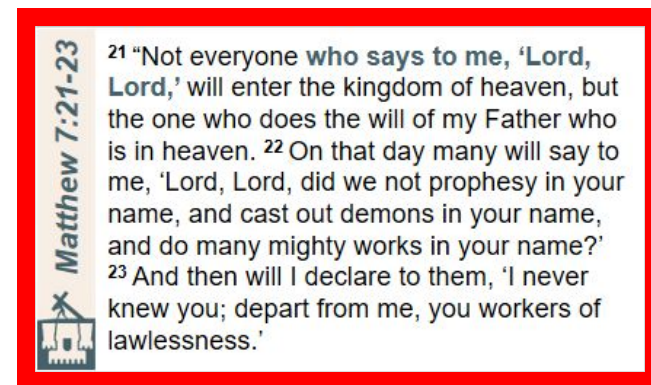 Matthew 7:21-23
21 “Not everyone who says to me, ‘Lord,
Lord,’ will enter the kingdom of heaven, but
the one who does the will of my Father who
is in heaven. 22 On that day many will say to
me, ‘Lord, Lord, did we not prophesy in your
name, and cast out demons in your name,
and do many mighty works in your name?’
23 And then will I declare to them, ‘I never
knew you; depart from me, you workers of
lawlessness.’